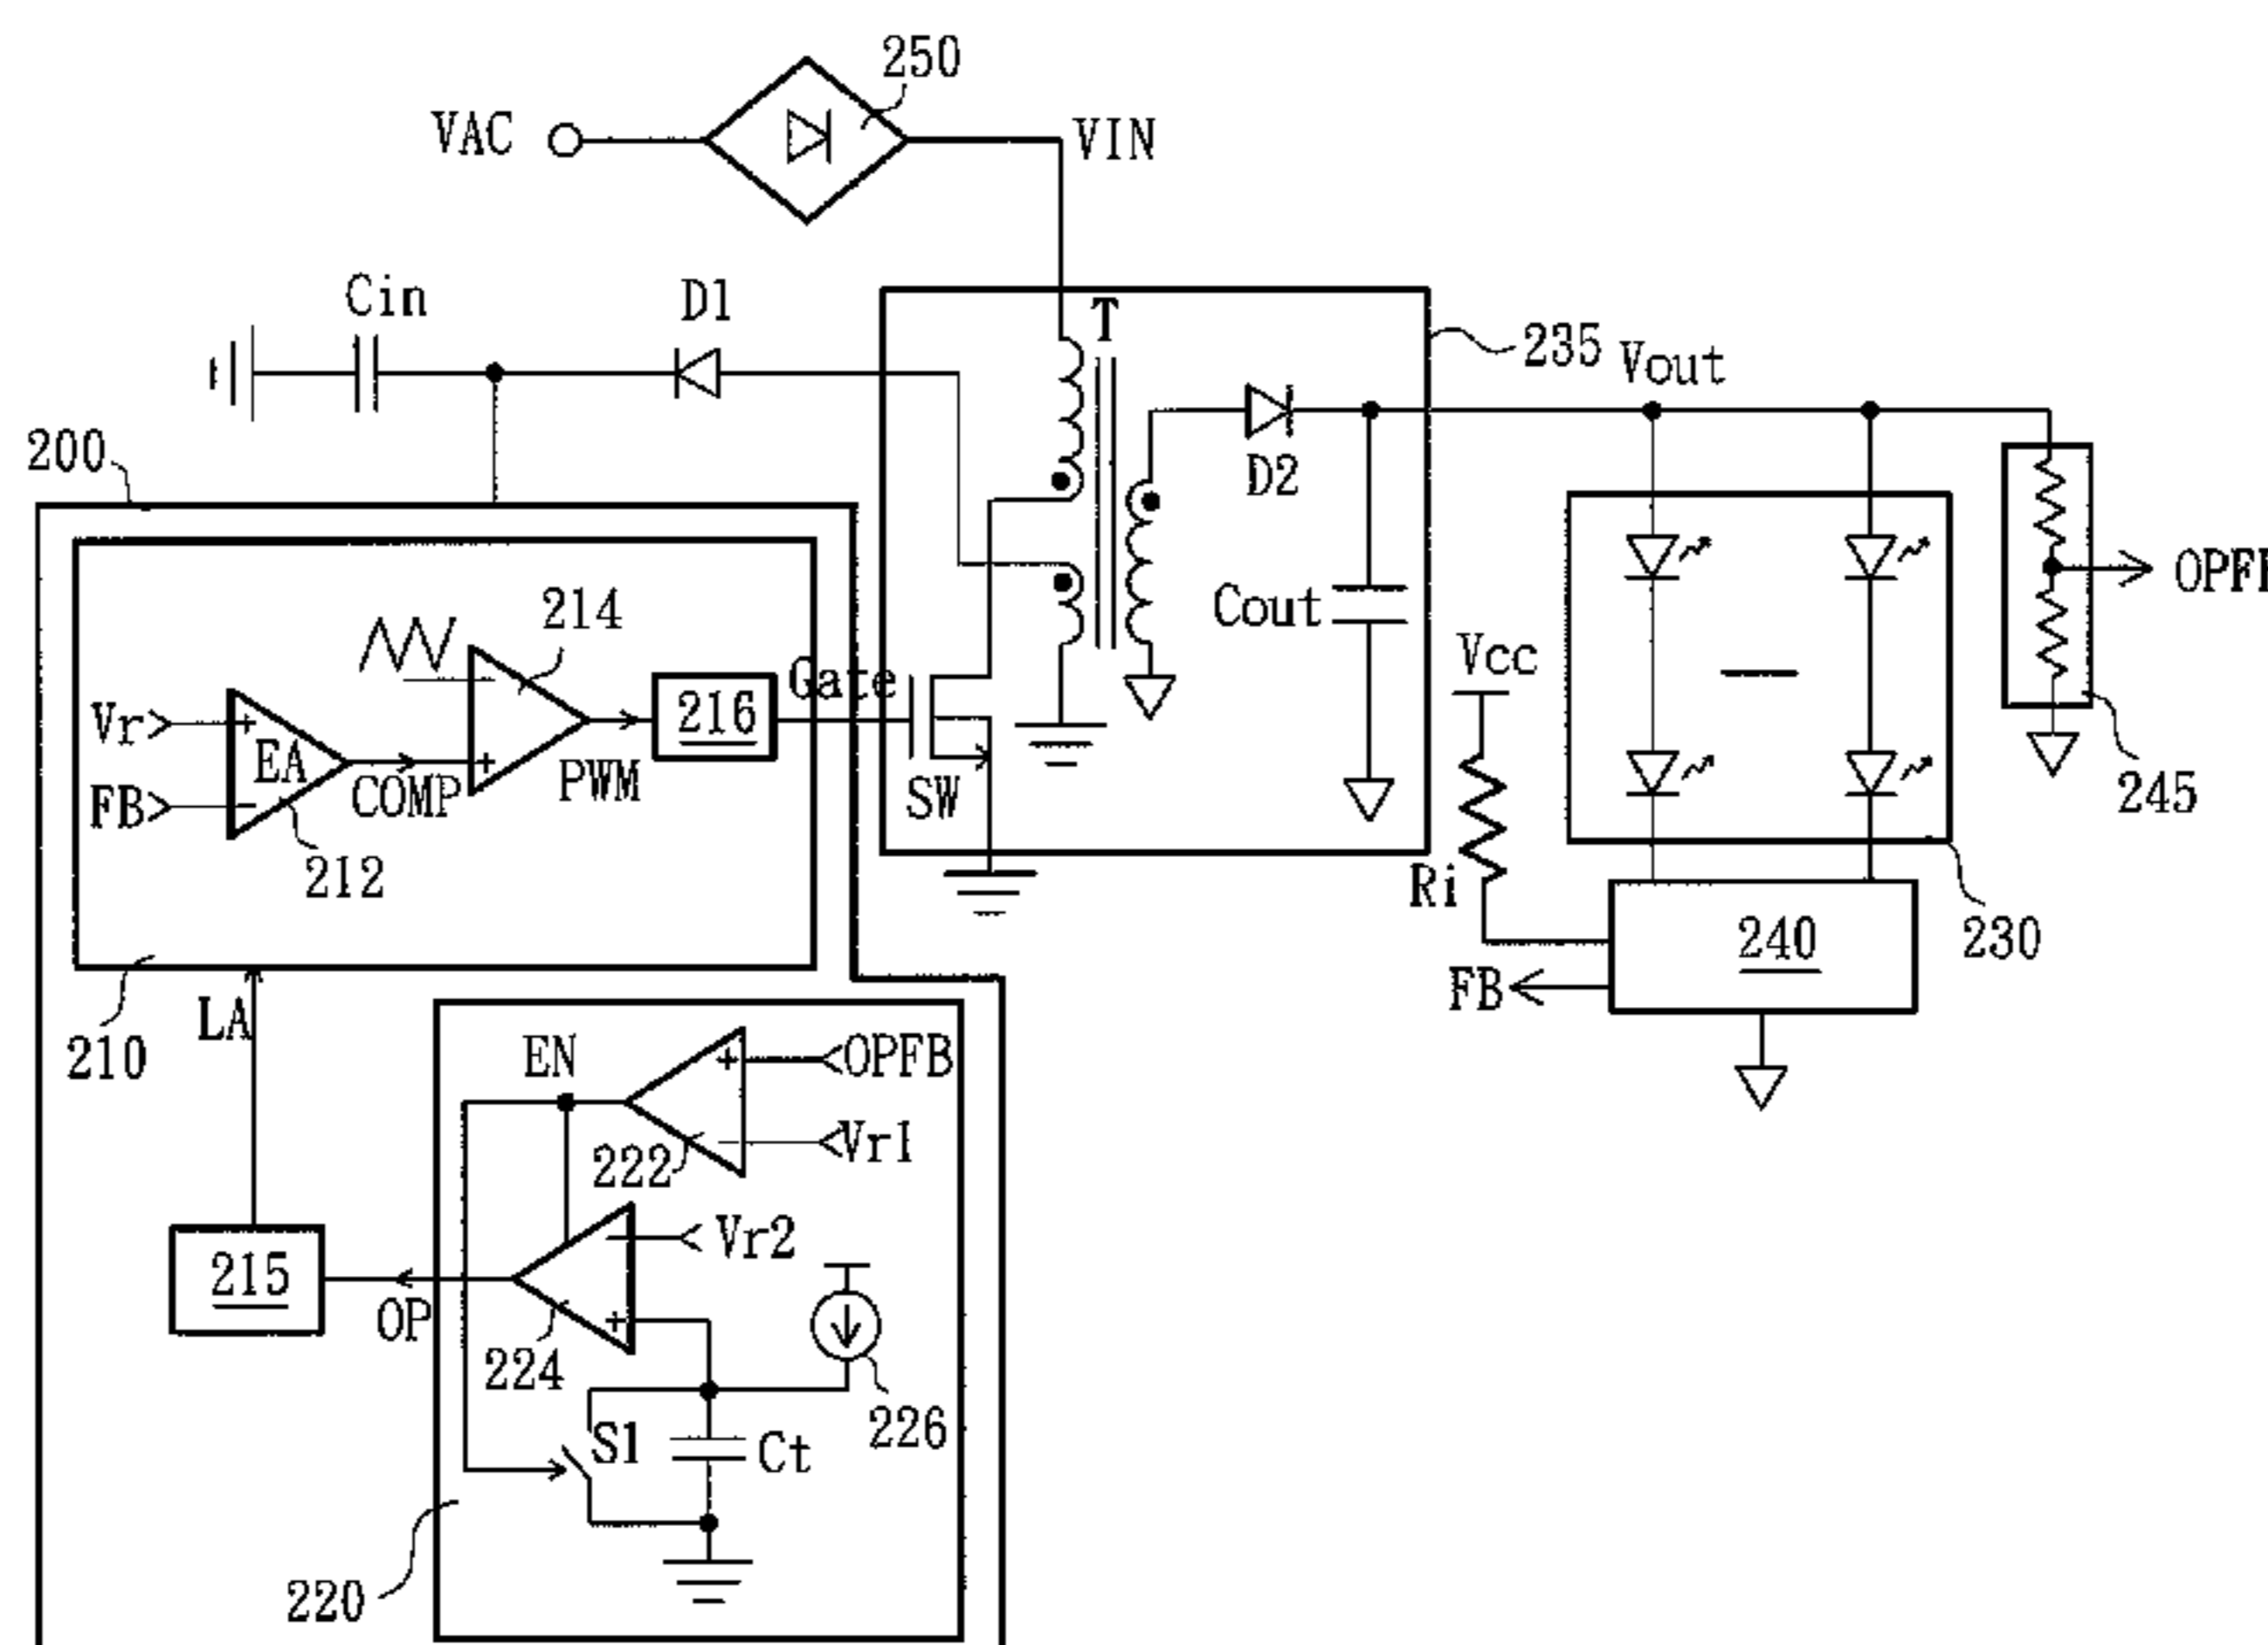 250
VAC
VIN
Cin
D1
T
235
Vout
200
D2
OPF
214
Cout
Vcc
Gate
216
Vr
+
EA
COMP
+
PWM
SW
FB
−
212
245
Ri
240
230
FB
LA
210
EN
+
OPFB
222
−
Vr1
− Vr2
215
OP
224
+
226
S1
Ct
220